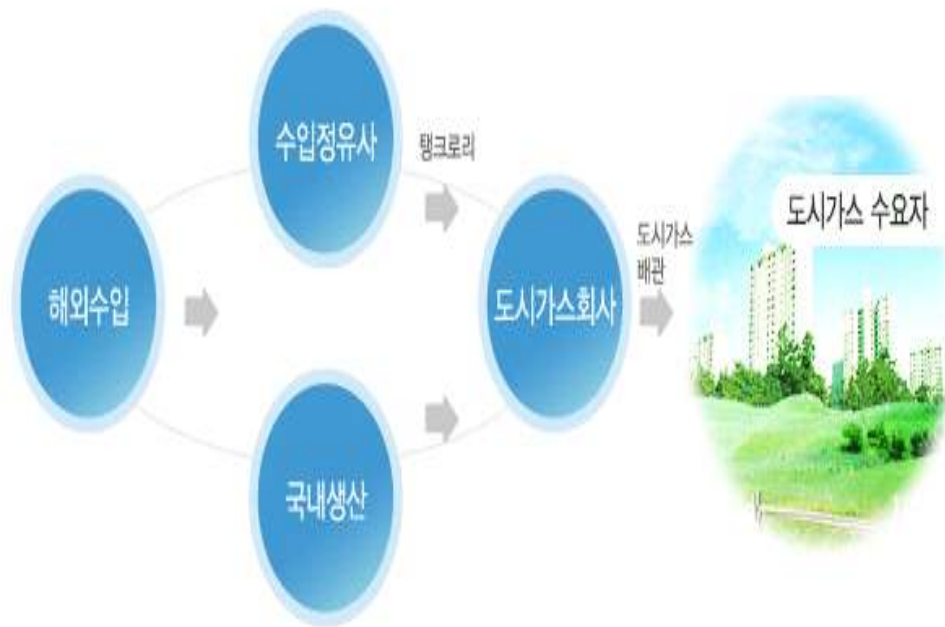 수입정유사
탱크로리
해외수입
도시가스회사
도시가스
배관
도시가스 수요자
국내생산